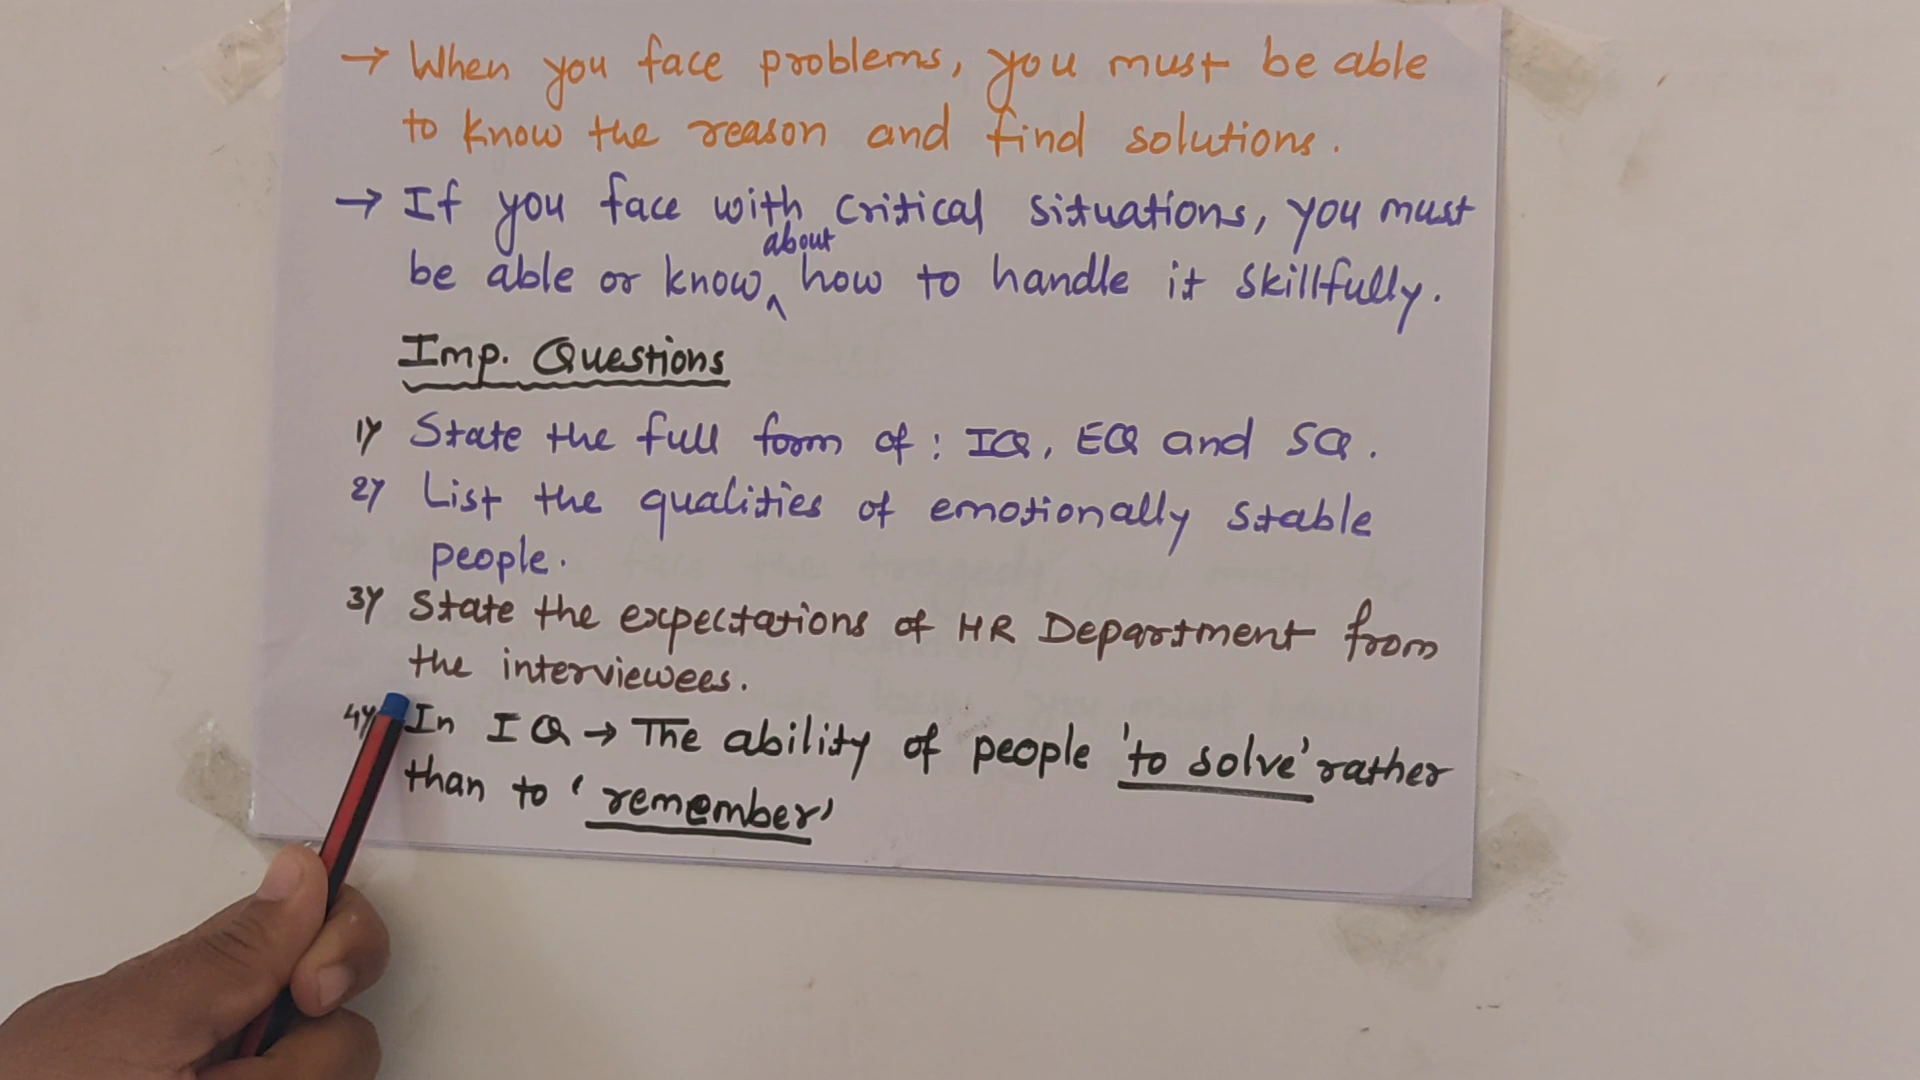 → When you face problems, you must be able
to know the reason and find solutions.
→ If you face with critical situations, you must
about
be able or know ‸ how to handle it skillfully.
Imp. Questions
1) State the full form of : IQ, EQ and SQ.
2) List the qualities of emotionally stable
people.
3) State the expectations of HR Department from
the interviewees.
4) In IQ → The ability of people 'to solve' rather
than to 'remember'